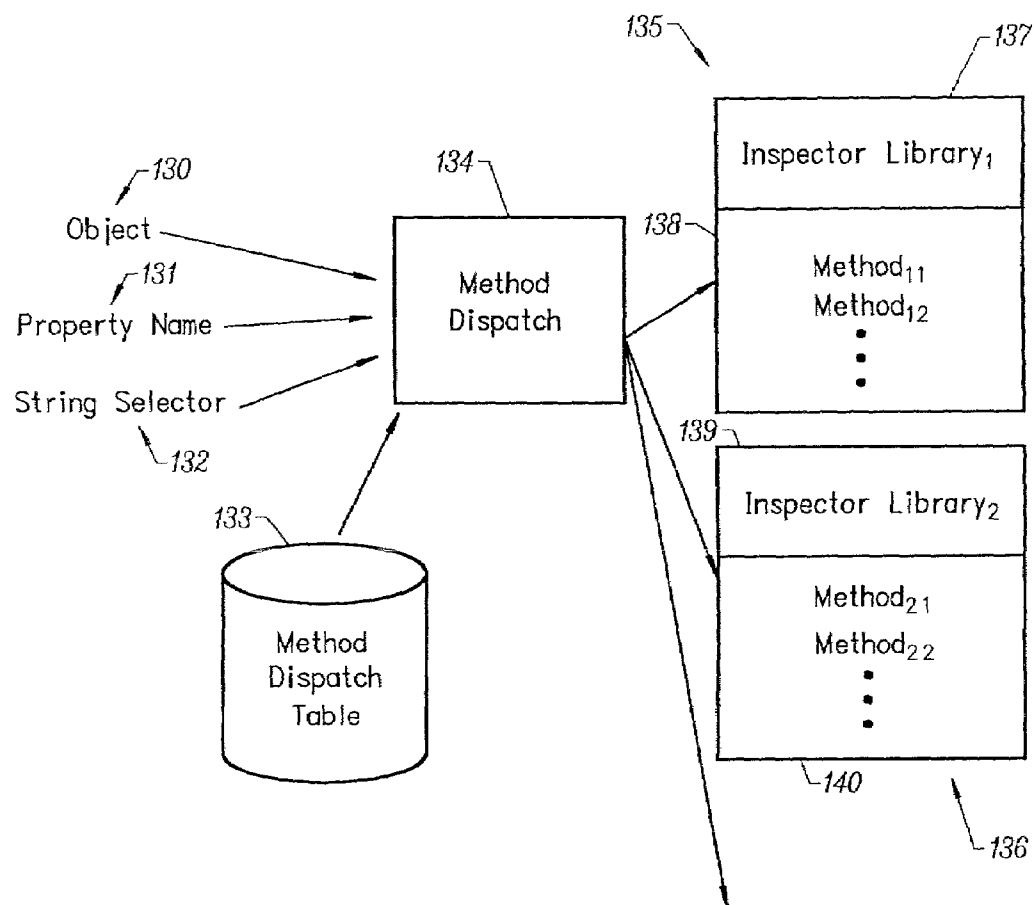 135
137
Inspector Library₁
138
Method₁₁
Method₁₂
134
Method
Dispatch
130
Object
131
Property Name
String Selector
132
133
Method
Dispatch
Table
139
Inspector Library₂
Method₂₁
Method₂₂
140
136